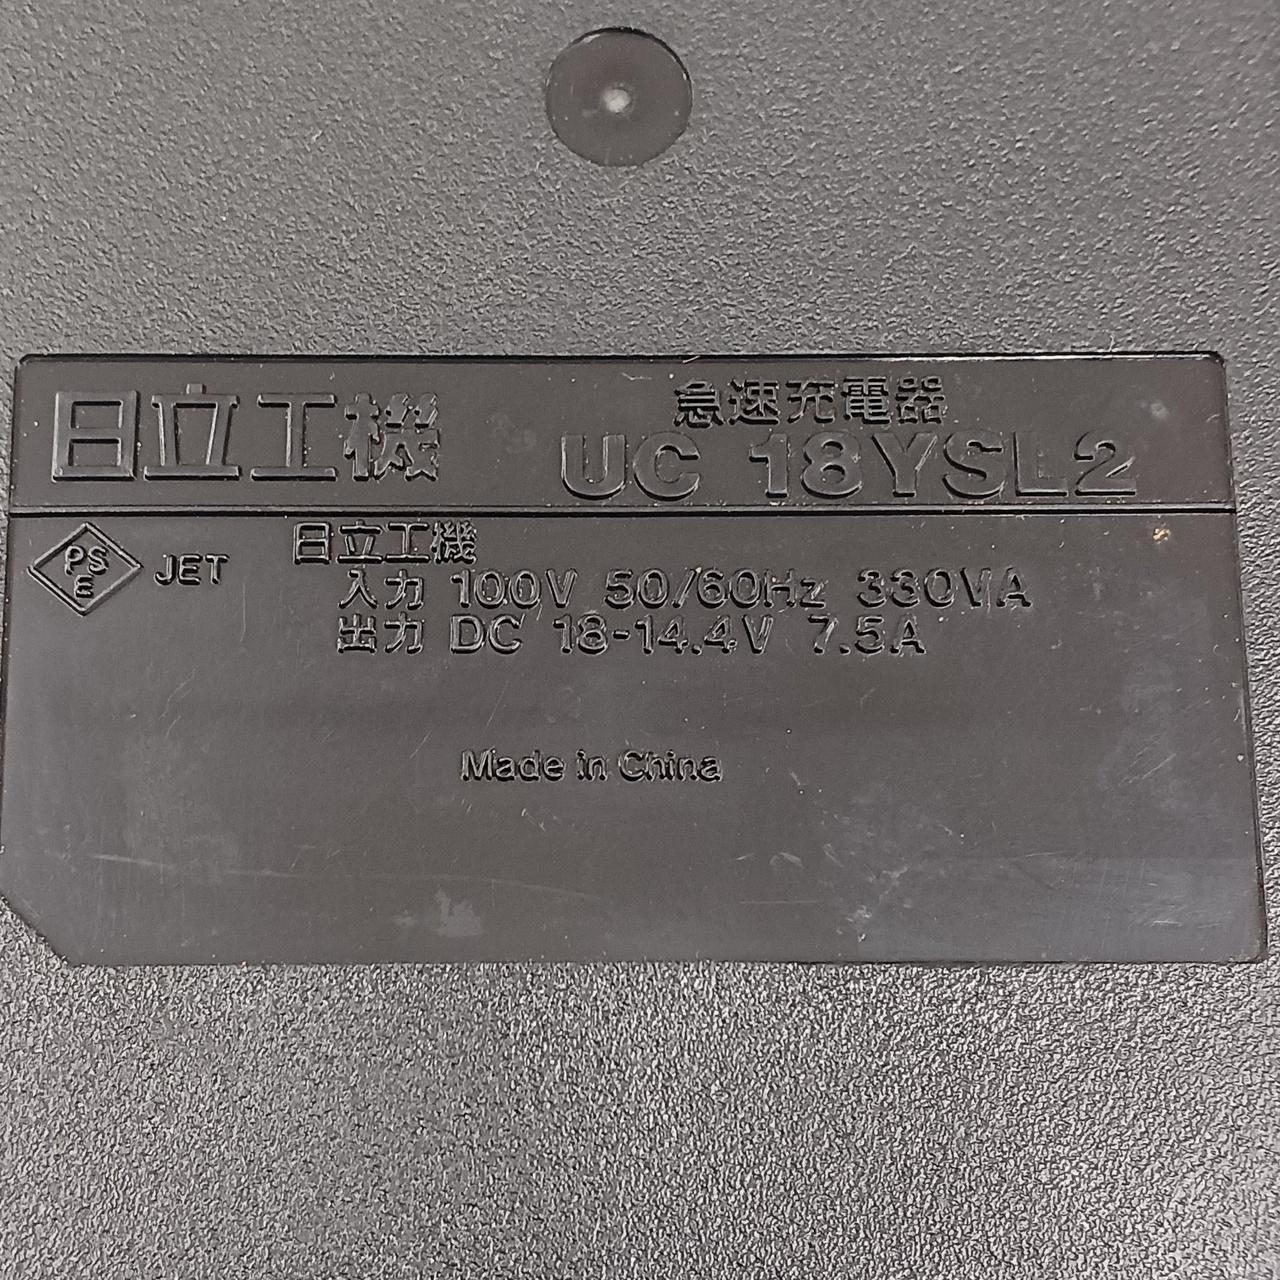 日立工機
急速充電器
UC 18YSL2
PSE JET
日立工機
入力 100V 50/60Hz 330VA
出力 DC 18-14.4V 7.5A
Made in China